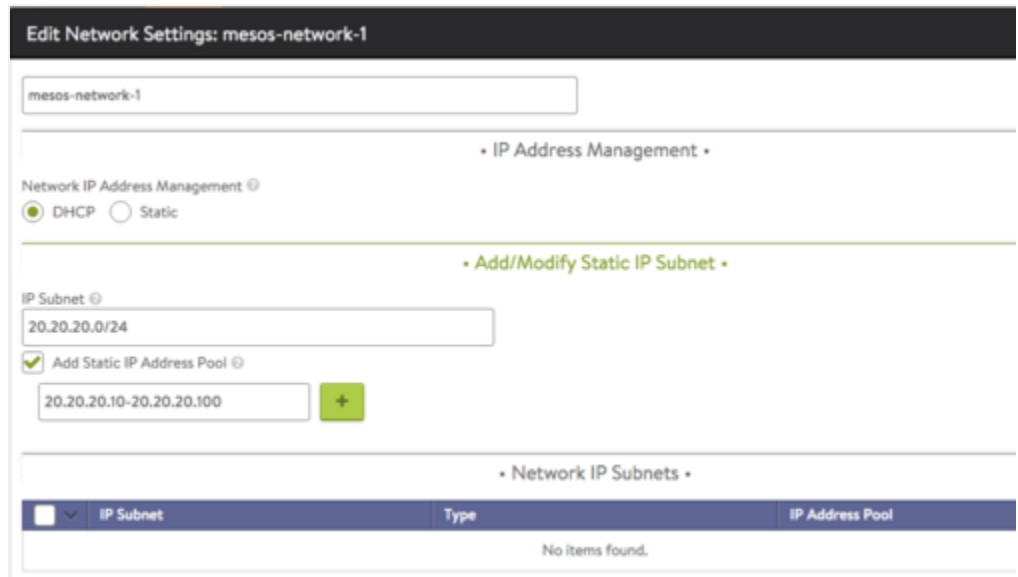 Edit Network Settings: mesos-network-1
mesos-network-1
• IP Address Management •
Network IP Address Management
DHCP Static
• Add/Modify Static IP Subnet •
IP Subnet
20.20.20.0/24
Add Static IP Address Pool
20.20.20.10-20.20.20.100
+
• Network IP Subnets •
IP Subnet Type IP Address Pool
No items found.